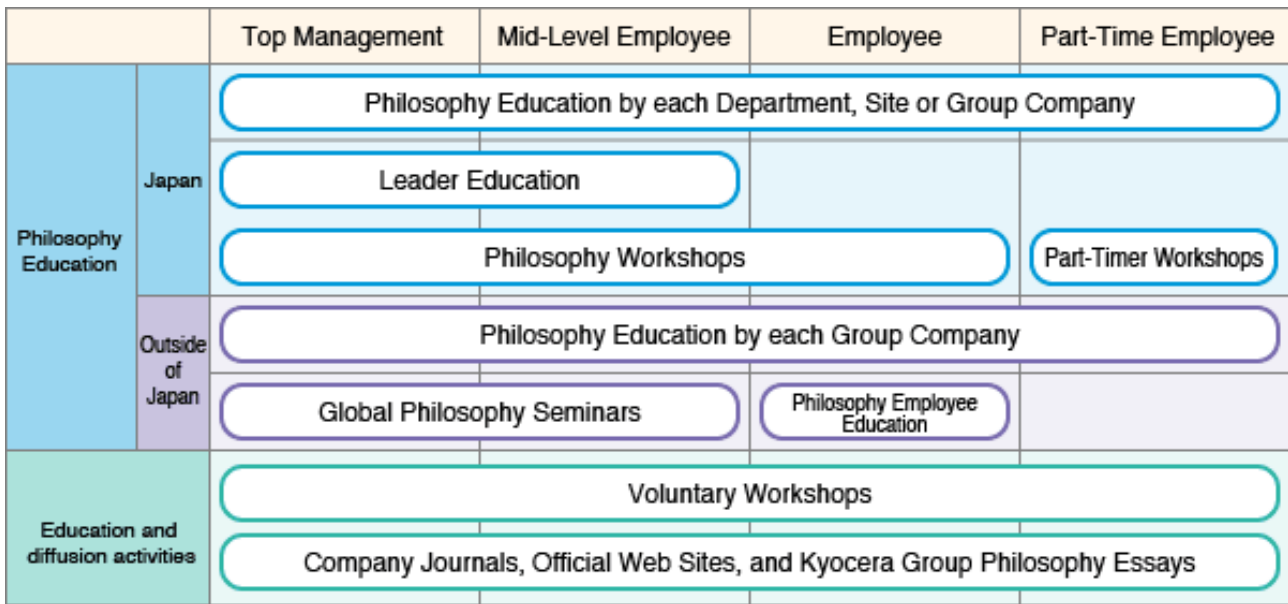 Top Management
Mid-Level Employee
Employee
Part-Time Employee
Philosophy
Education
Japan
Philosophy Education by each Department, Site or Group Company
Leader Education
Philosophy Workshops
Part-Timer Workshops
Outside
of
Japan
Philosophy Education by each Group Company
Global Philosophy Seminars
Philosophy Employee
Education
Education and
diffusion activities
Voluntary Workshops
Company Journals, Official Web Sites, and Kyocera Group Philosophy Essays